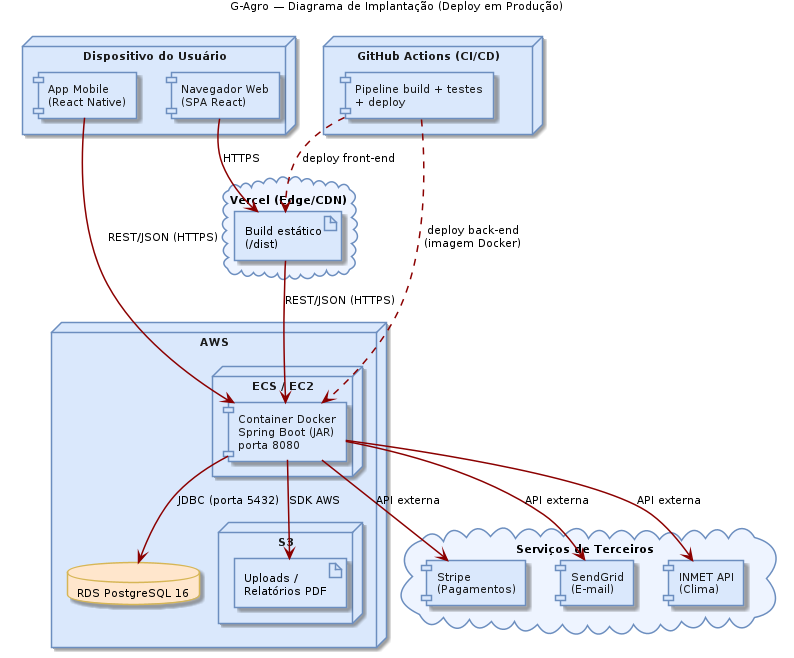 G-Agro — Diagrama de Implantação (Deploy em Produção)
Dispositivo do Usuário
App Mobile
(React Native)
Navegador Web
(SPA React)
GitHub Actions (CI/CD)
Pipeline build + testes
+ deploy
HTTPS
deploy front-end
Vercel (Edge/CDN)
Build estático
(/dist)
REST/JSON (HTTPS)
deploy back-end
(imagem Docker)
REST/JSON (HTTPS)
AWS
ECS / EC2
Container Docker
Spring Boot (JAR)
porta 8080
JDBC (porta 5432)
SDK AWS
API externa
API externa
API externa
RDS PostgreSQL 16
S3
Uploads /
Relatórios PDF
Serviços de Terceiros
Stripe
(Pagamentos)
SendGrid
(E-mail)
INMET API
(Clima)